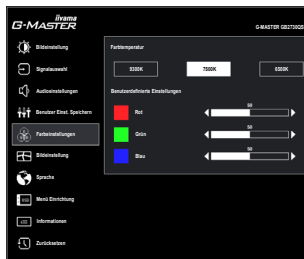 iiyama
G-MASTER
G-MASTER GB2730QSU
Bildeinstellung
Signalauswahl
Audioeinstellungen
Benutzer Einst. Speichern
Farbeinstellungen
Bildeinstellung
Sprache
Menü Einrichtung
Informationen
Zurücksetzen
Farbtemperatur
9300K
7500K
6500K
Benutzerdefinierte Einstellungen
Rot
50
Grün
50
Blau
50